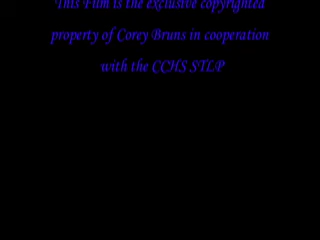 This Film is the exclusive copyrighted
property of Corey Bruns in cooperation
with the CCHS STLP